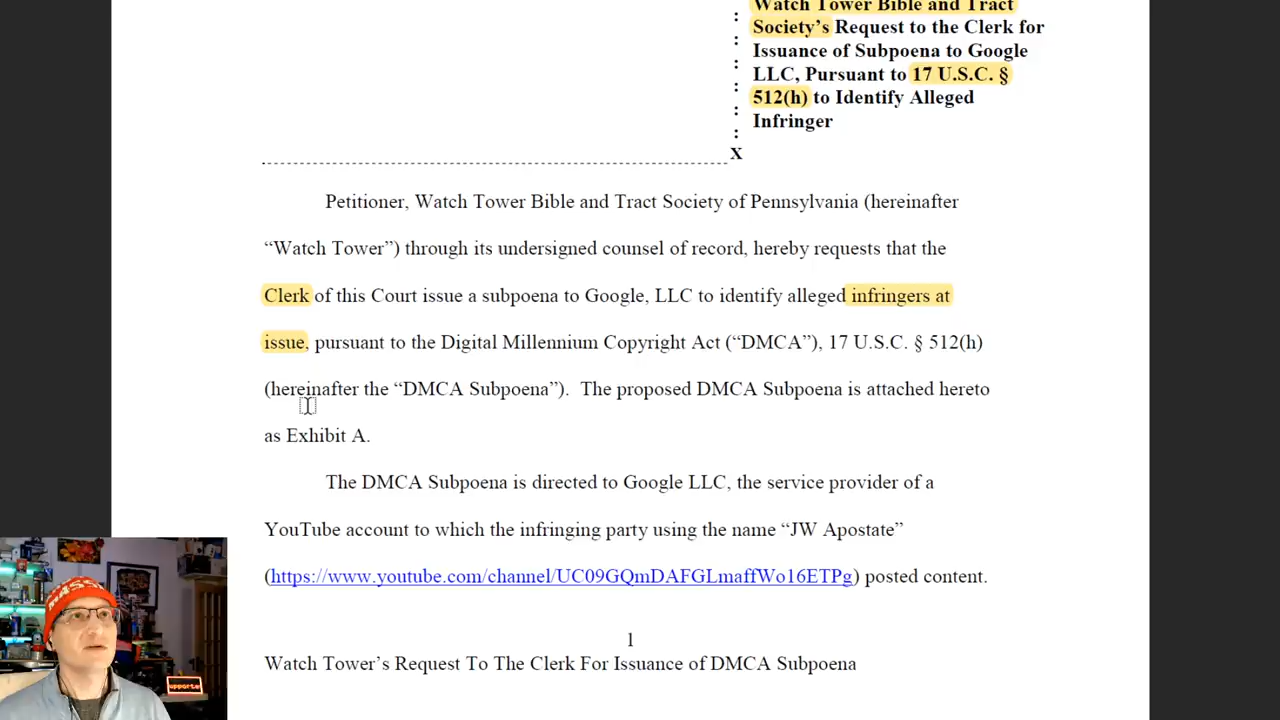 Watch Tower Bible and Tract
: Society's Request to the Clerk for
: Issuance of Subpoena to Google
: LLC, Pursuant to 17 U.S.C. §
: 512(h) to Identify Alleged
: Infringer
:
X
Petitioner, Watch Tower Bible and Tract Society of Pennsylvania (hereinafter
“Watch Tower”) through its undersigned counsel of record, hereby requests that the
Clerk of this Court issue a subpoena to Google, LLC to identify alleged infringers at
issue, pursuant to the Digital Millennium Copyright Act (“DMCA”), 17 U.S.C. § 512(h)
(hereinafter the “DMCA Subpoena”). The proposed DMCA Subpoena is attached hereto
as Exhibit A.
The DMCA Subpoena is directed to Google LLC, the service provider of a
YouTube account to which the infringing party using the name “JW Apostate”
(https://www.youtube.com/channel/UC09GQmDAFGLmaffWo16ETPg) posted content.
1
Watch Tower's Request To The Clerk For Issuance of DMCA Subpoena